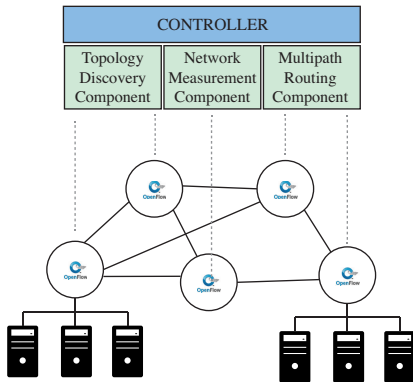 CONTROLLER
Topology
Discovery
Component
Network
Measurement
Component
Multipath
Routing
Component
OpenFlow
OpenFlow
OpenFlow
OpenFlow
OpenFlow